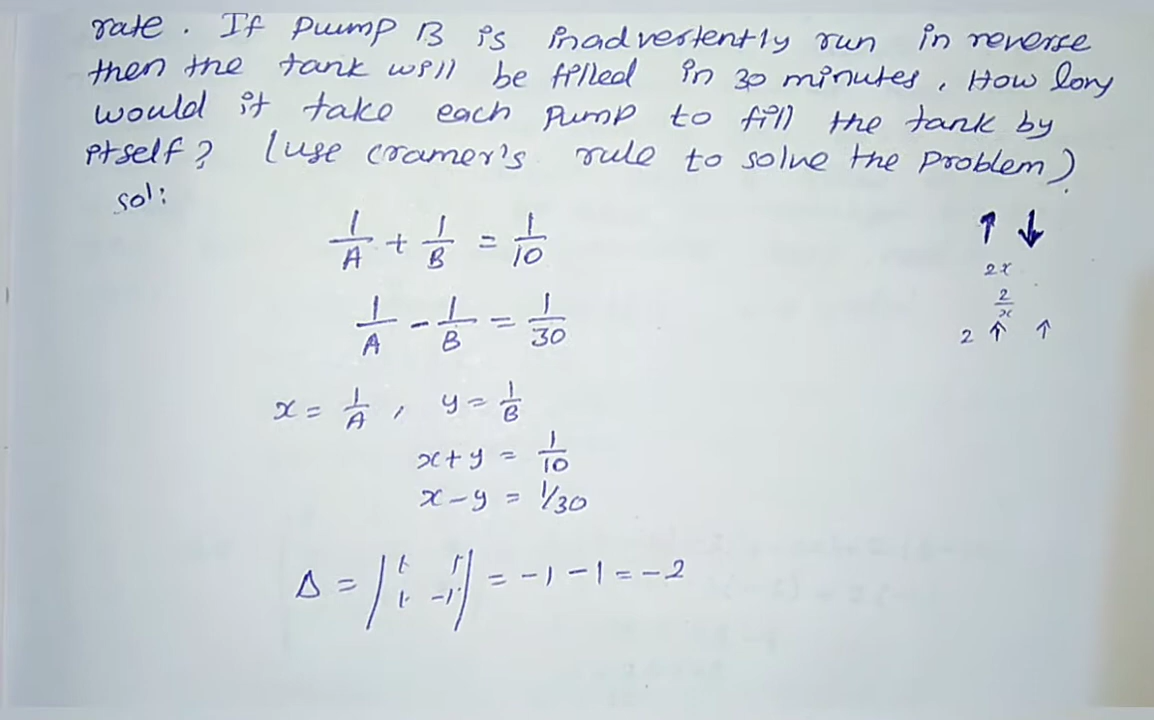 rate. If Pump B is inadvertently run in reverse
then the tank will be filled in 30 minutes, How long
would it take each Pump to fill the tank by
itself? (use cramer's rule to solve the problem)
sol:
1/A + 1/B = 1/10
↑ ↓
2x
2/x
1/A - 1/B = 1/30
2 ↑ ↑
x = 1/A , y = 1/B
x+y = 1/10
x-y = 1/30
Δ = |1 1; 1 -1| = -1 -1 = -2